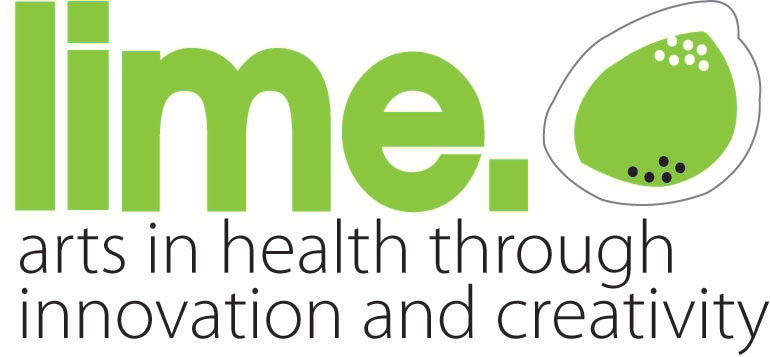 lime.
arts in health through
innovation and creativity